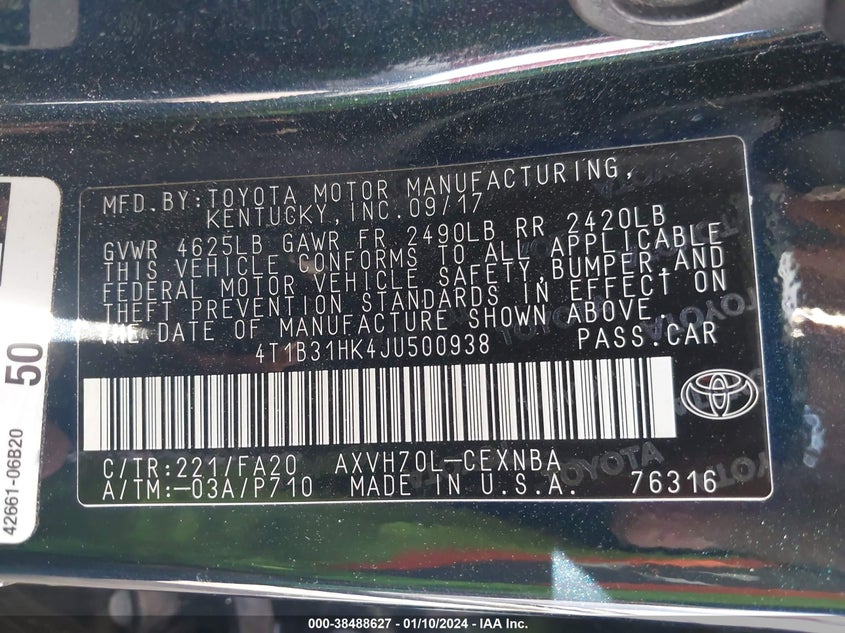 MFD.BY:TOYOTA MOTOR MANUFACTURING,
KENTUCKY,INC.09/17
GVWR 4625LB GAWR FR 2490LB RR 2420LB
THIS VEHICLE CONFORMS TO ALL APPLICABLE
FEDERAL MOTOR VEHICLE SAFETY,BUMPER,AND
THEFT PREVENTION STANDARDS IN EFFECT ON
THE DATE OF MANUFACTURE SHOWN ABOVE.
4T1B31HK4JU500938 PASS.CAR
C/TR:221/FA20 AXVH70L-CEXNBA
A/TM:-03A/P710 MADE IN U.S.A. 76316
TOYOTA
50
42661-06B20
000-38488627 - 01/10/2024 - IAA Inc.